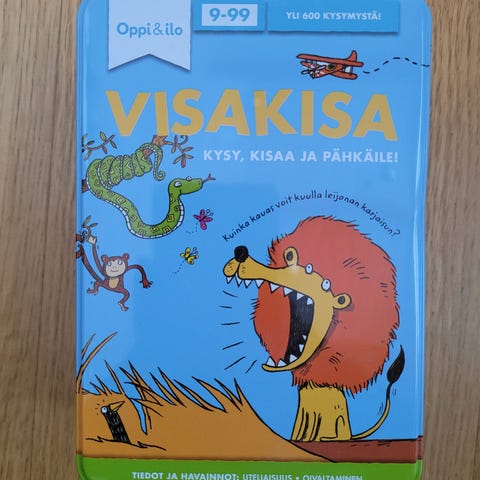 Oppi & ilo
9-99
YLI 600 KYSYMYSTÄ!
VISAKISA
KYSY, KISAA JA PÄHKÄILE!
Kuinka kauas voit kuulla leijonan karjaisun?
TIEDOT JA HAVAINNOT: UTELIAISUUS • OIVALTAMINEN